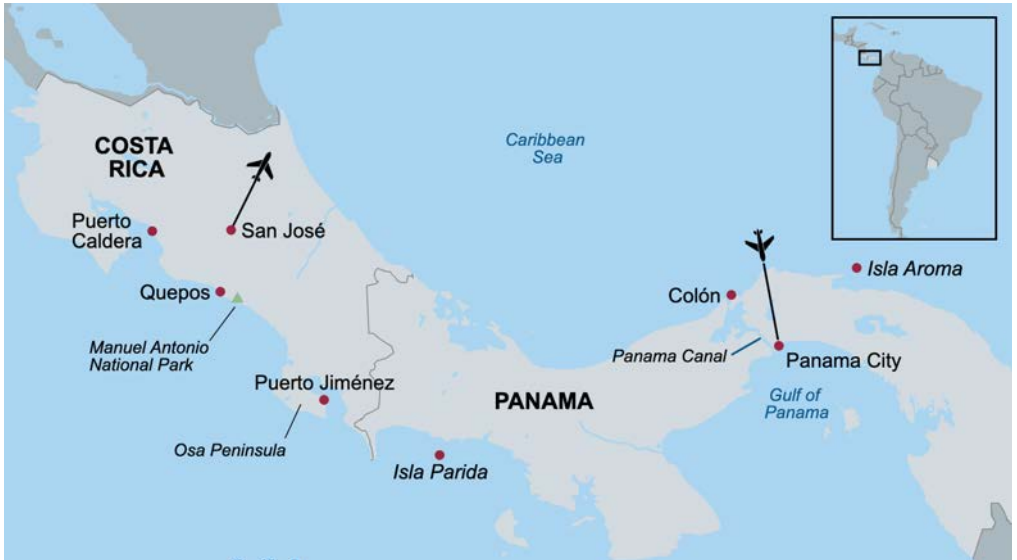 COSTA
RICA
Caribbean
Sea
Puerto
Caldera
San José
Isla Aroma
Quepos
Colón
Manuel Antonio
National Park
Panama Canal
Panama City
Puerto Jiménez
PANAMA
Gulf of
Panama
Osa Peninsula
Isla Parida